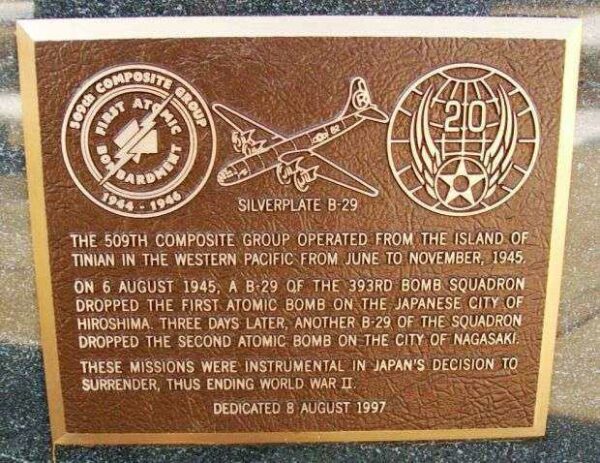 509th COMPOSITE GROUP
FIRST ATOMIC
BOMBARDMENT
1944 - 1946
82
20
SILVERPLATE B-29
THE 509TH COMPOSITE GROUP OPERATED FROM THE ISLAND OF
TINIAN IN THE WESTERN PACIFIC FROM JUNE TO NOVEMBER, 1945.
ON 6 AUGUST 1945, A B-29 OF THE 393RD BOMB SQUADRON
DROPPED THE FIRST ATOMIC BOMB ON THE JAPANESE CITY OF
HIROSHIMA. THREE DAYS LATER, ANOTHER B-29 OF THE SQUADRON
DROPPED THE SECOND ATOMIC BOMB ON THE CITY OF NAGASAKI.
THESE MISSIONS WERE INSTRUMENTAL IN JAPAN'S DECISION TO
SURRENDER, THUS ENDING WORLD WAR II.
DEDICATED 8 AUGUST 1997